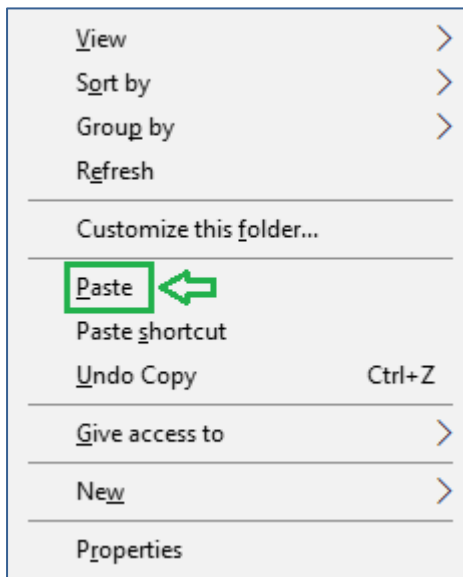 View
Sort by
Group by
Refresh
Customize this folder...
Paste
Paste shortcut
Undo Copy Ctrl+Z
Give access to
New
Properties